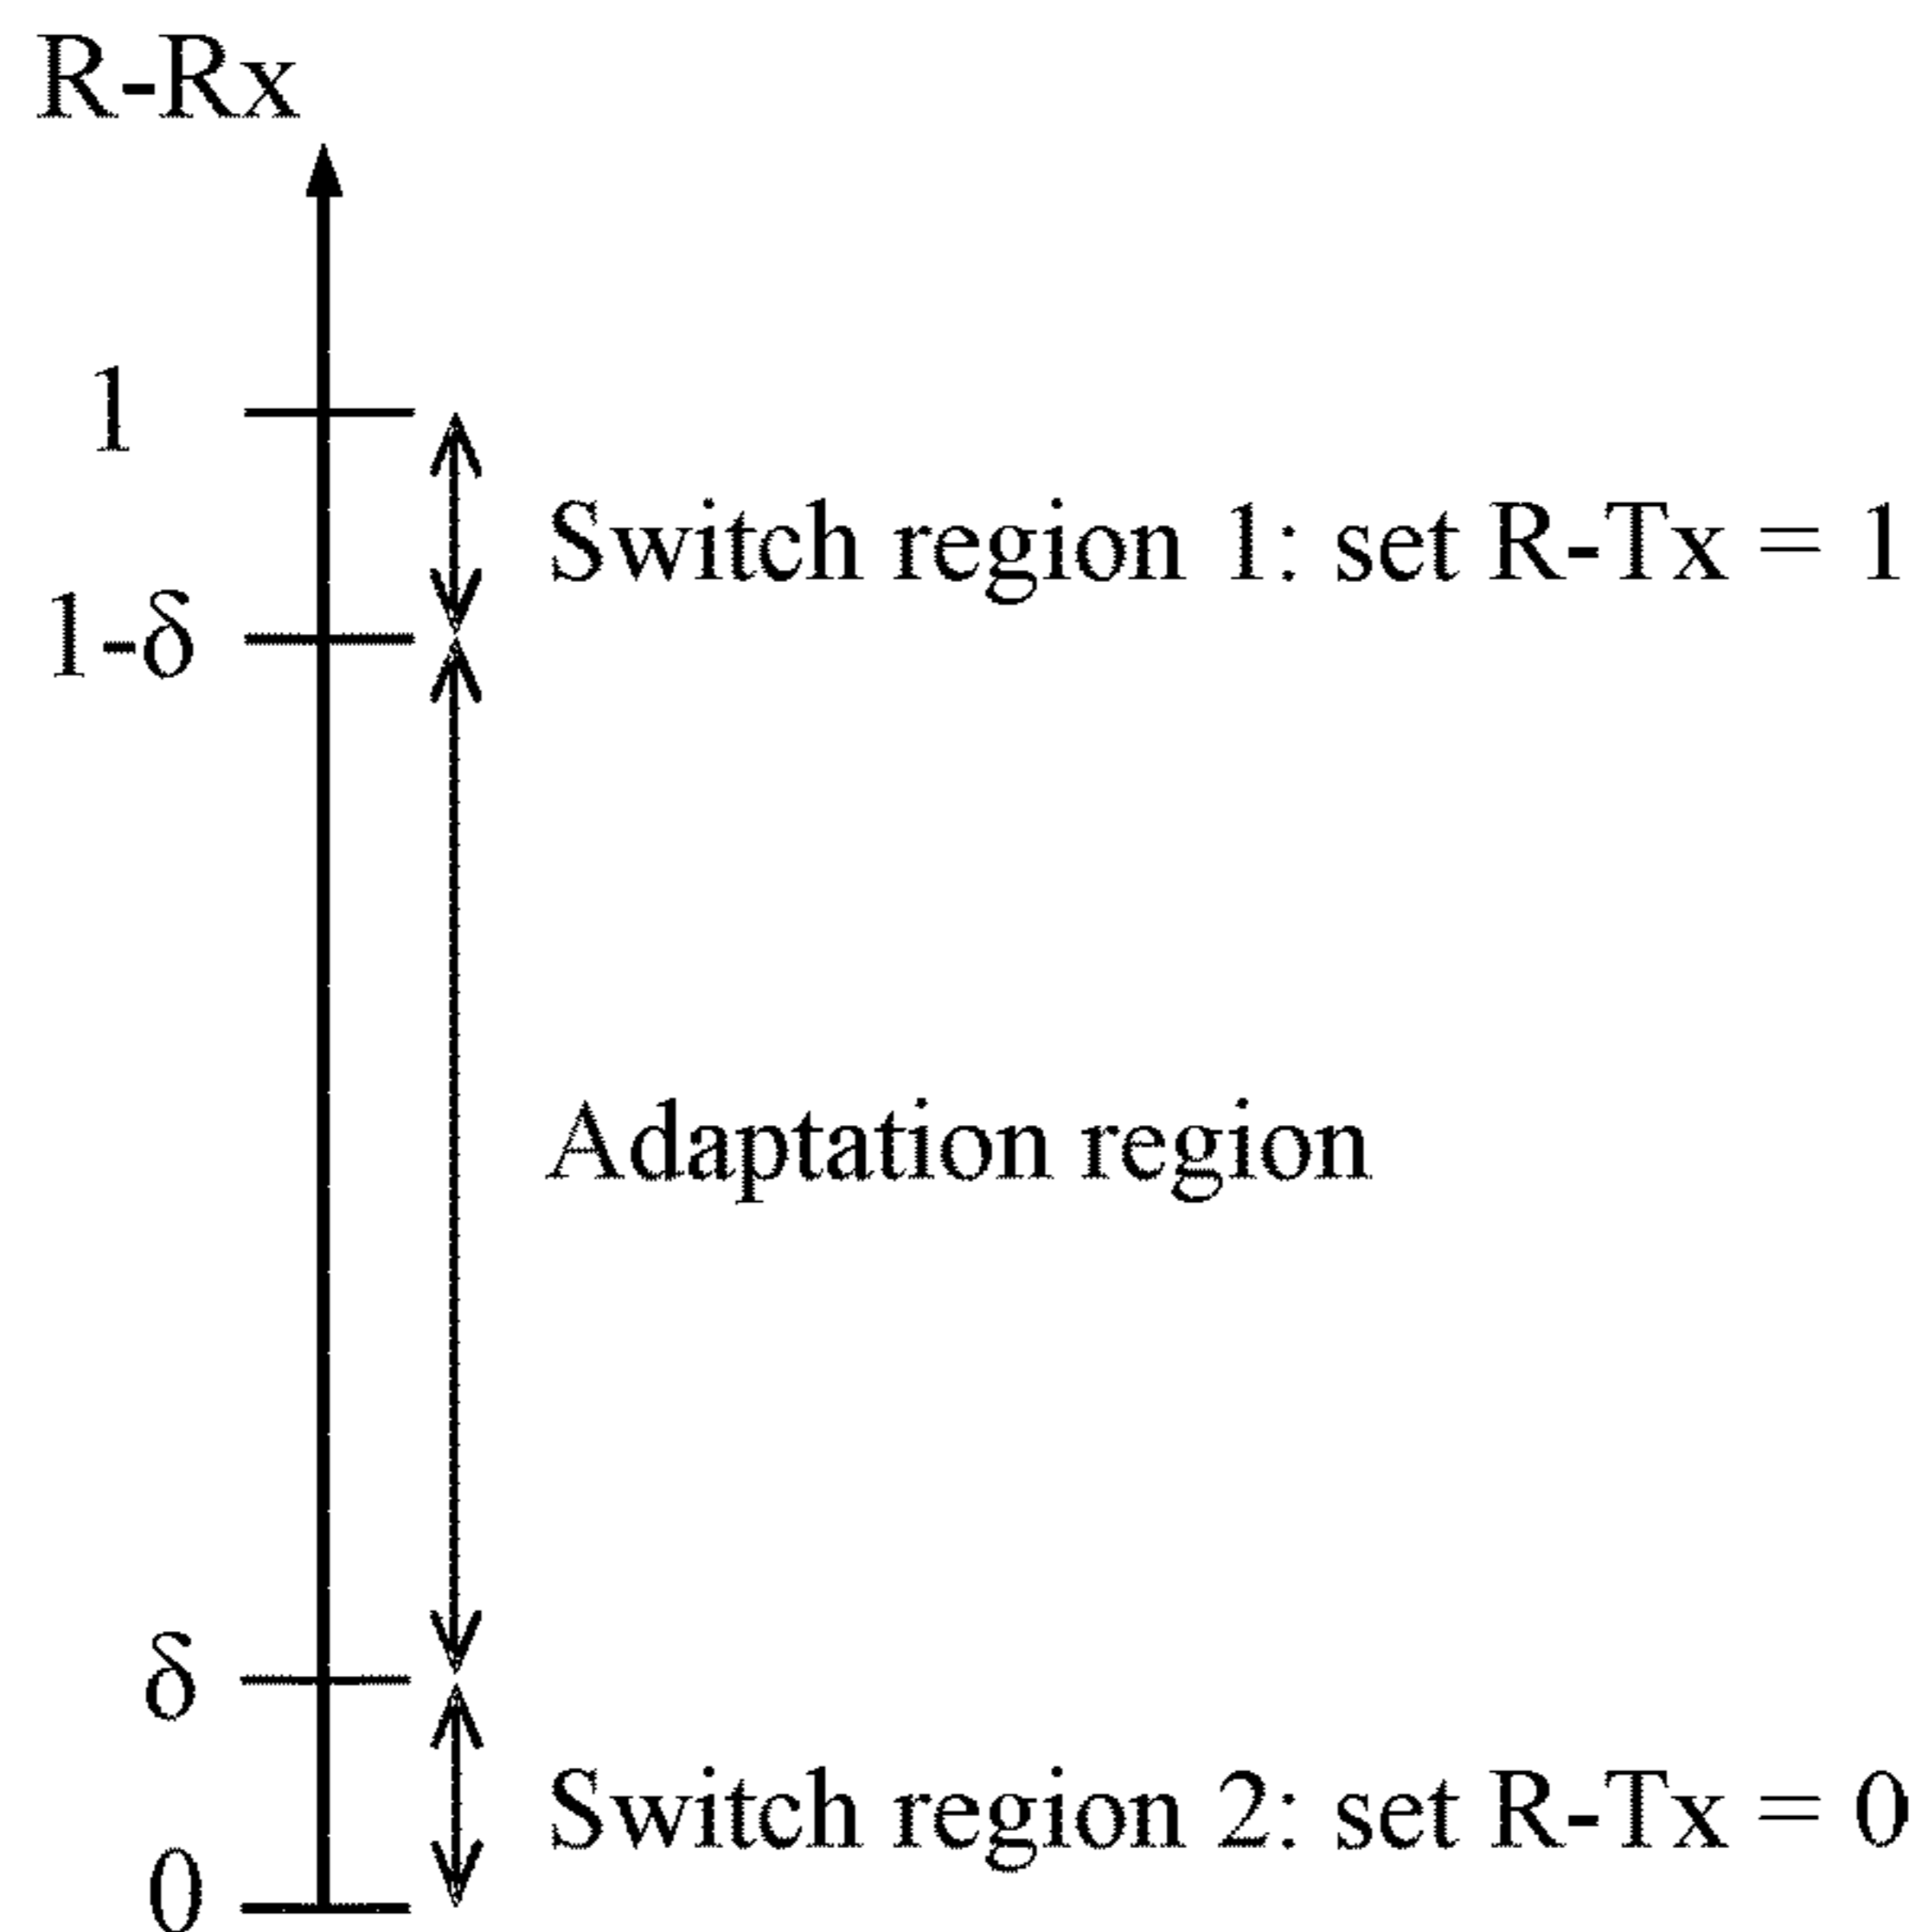 R-Rx
1
Switch region 1: set R-Tx = 1
1-δ
Adaptation region
δ
Switch region 2: set R-Tx = 0
0